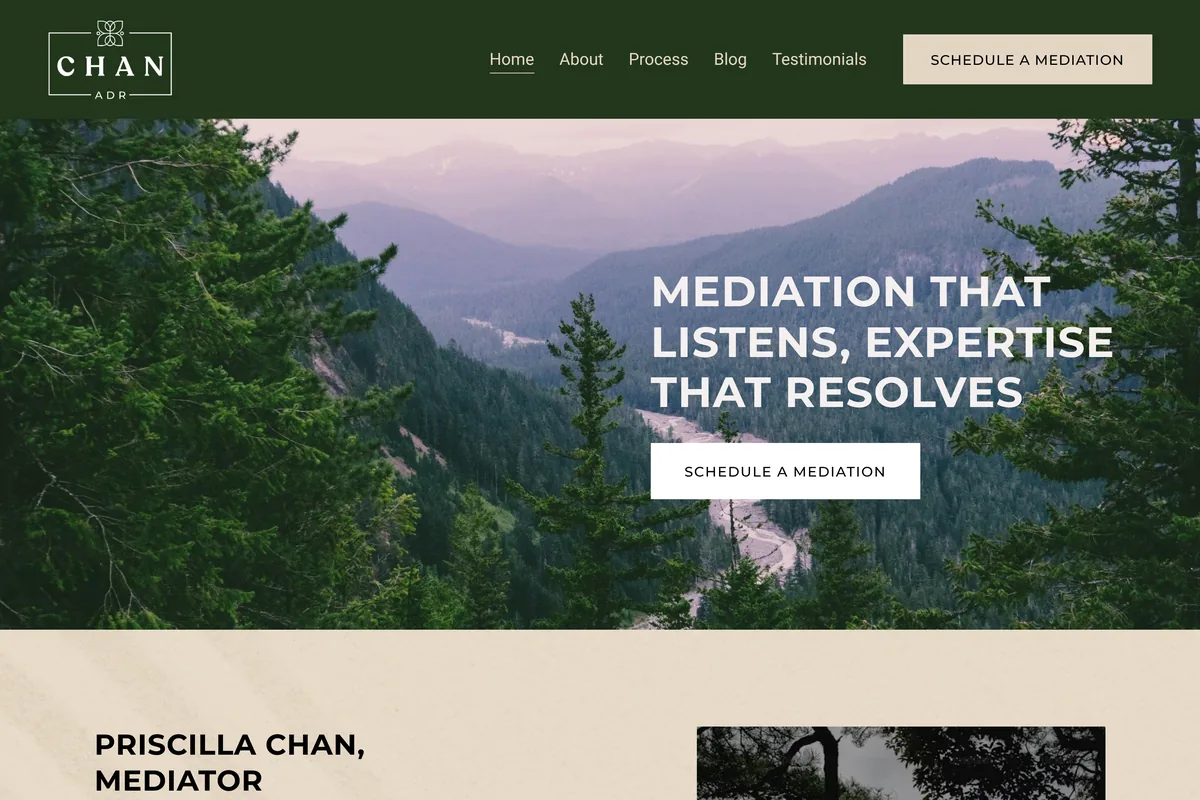 CHAN
ADR
Home
About
Process
Blog
Testimonials
SCHEDULE A MEDIATION
MEDIATION THAT
LISTENS, EXPERTISE
THAT RESOLVES
SCHEDULE A MEDIATION
PRISCILLA CHAN,
MEDIATOR